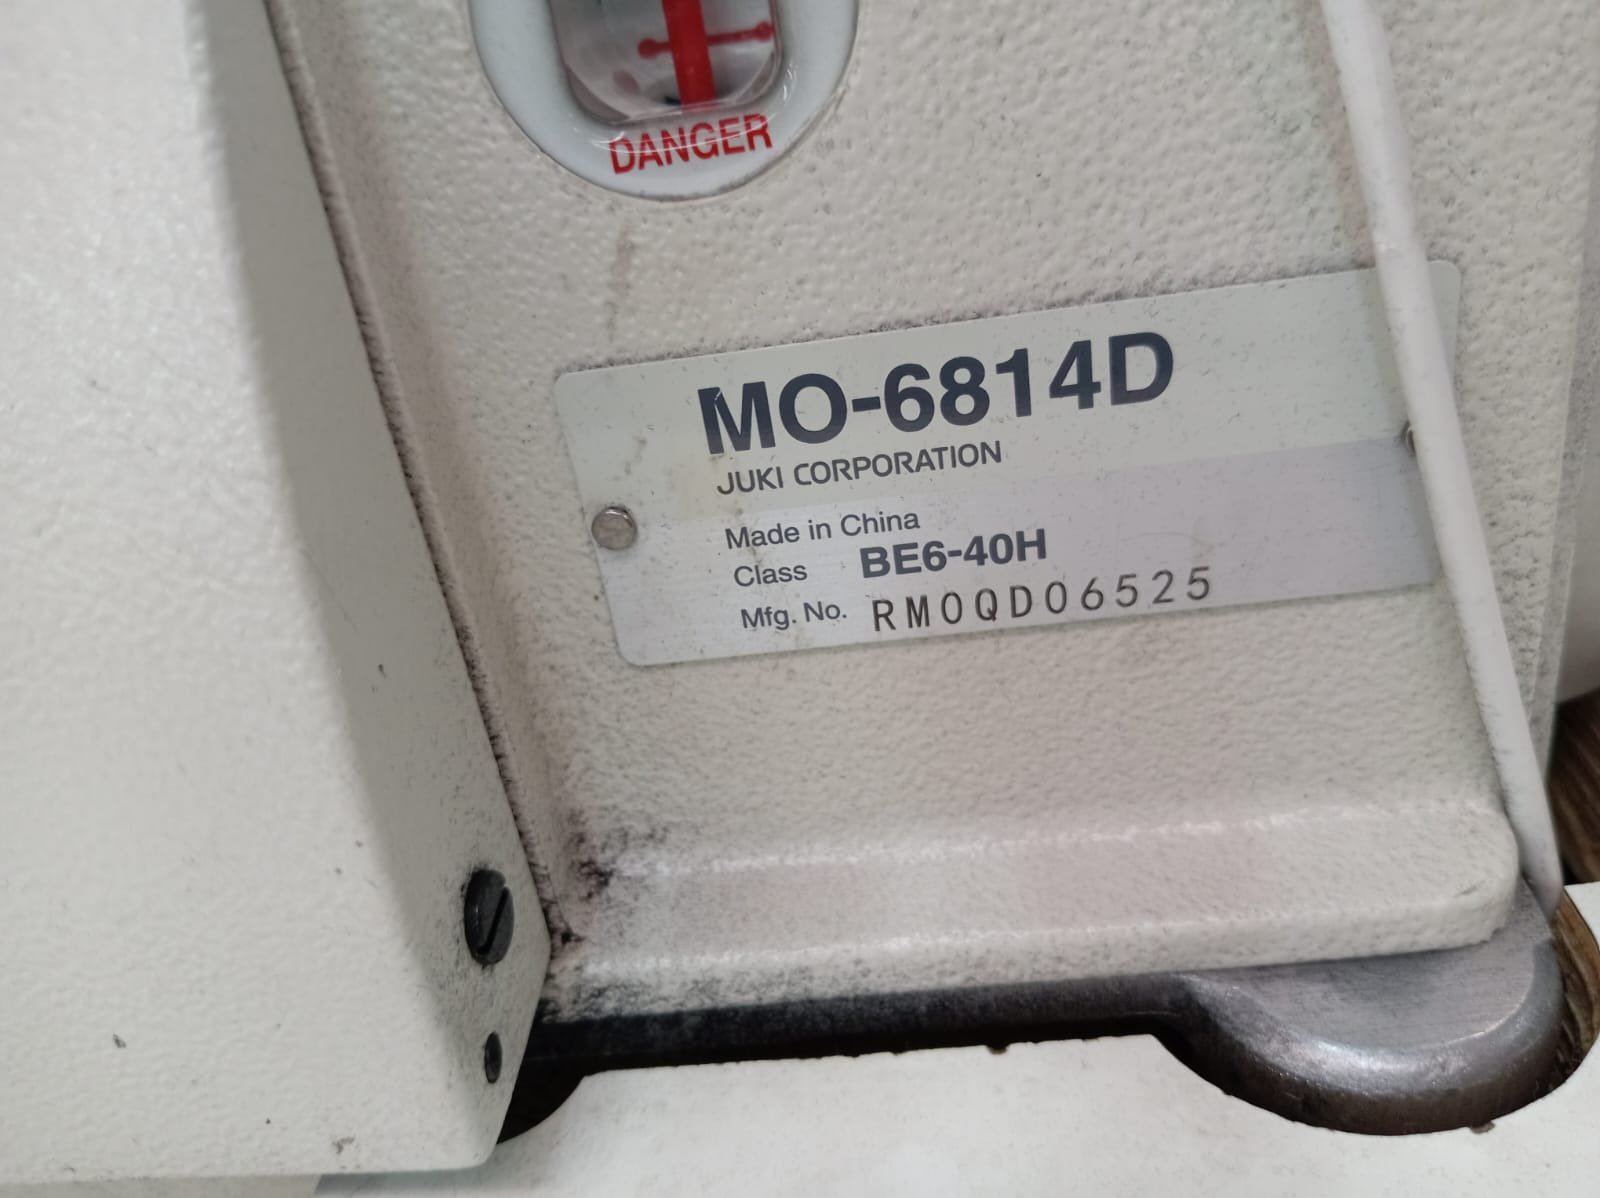 DANGER
MO-6814D
JUKI CORPORATION
Made in China
Class BE6-40H
Mfg. No. RM0QD06525